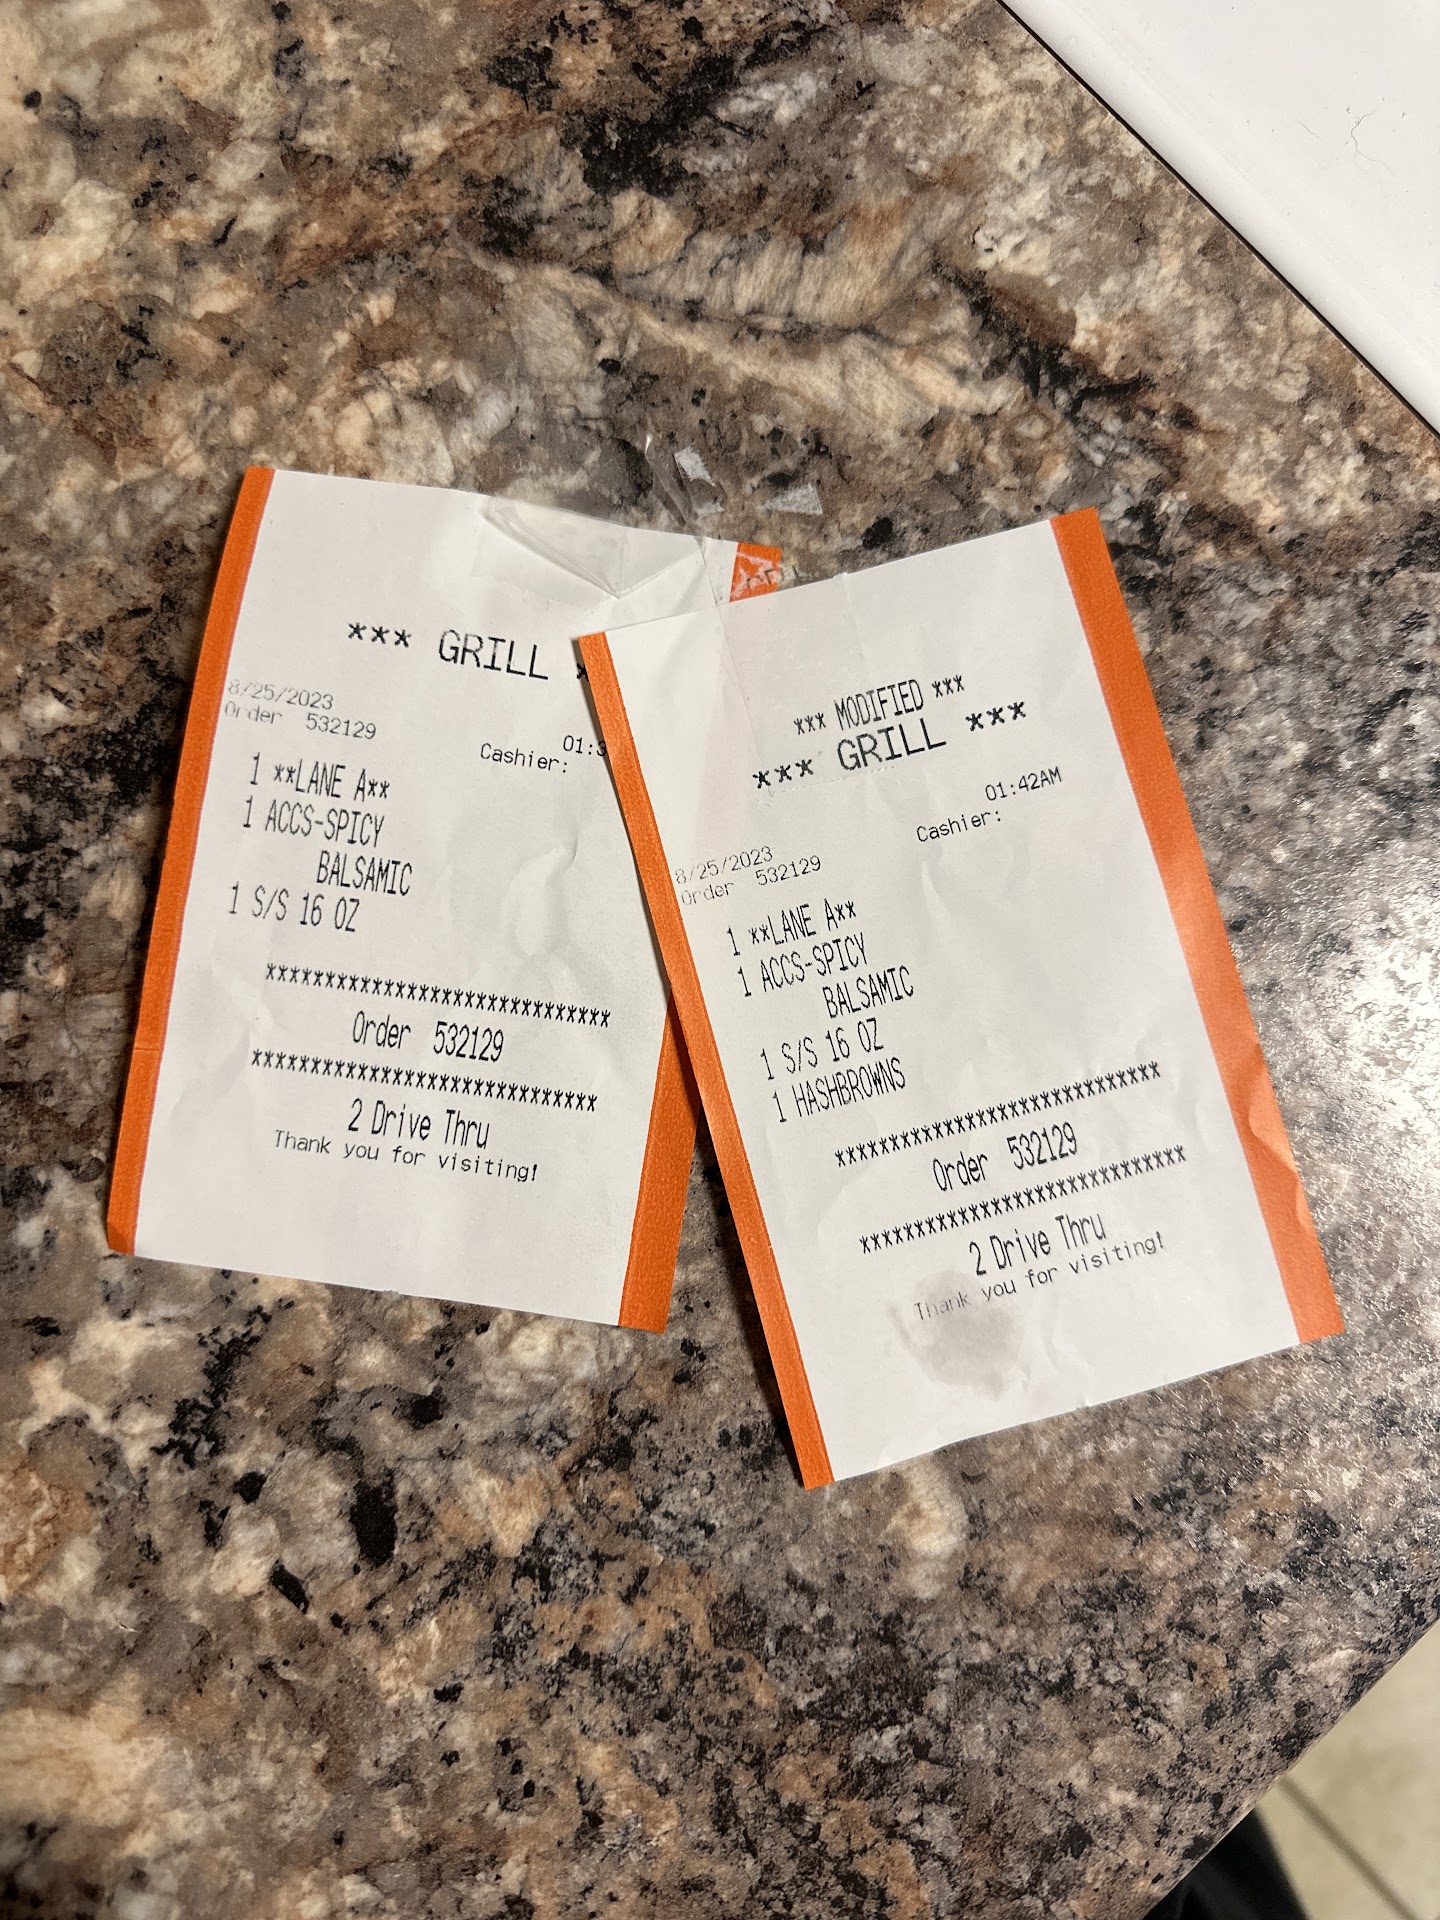 *** GRILL
8/25/2023
Order 532129
01:3
Cashier:
1 **LANE A**
1 ACCS-SPICY
BALSAMIC
1 S/S 16 OZ
*****************************
Order 532129
*****************************
2 Drive Thru
Thank you for visiting!
*** MODIFIED ***
*** GRILL ***
01:42AM
Cashier:
8/25/2023
Order 532129
1 **LANE A**
1 ACCS-SPICY
BALSAMIC
1 S/S 16 OZ
1 HASHBROWNS
*****************************
Order 532129
*****************************
2 Drive Thru
Thank you for visiting!